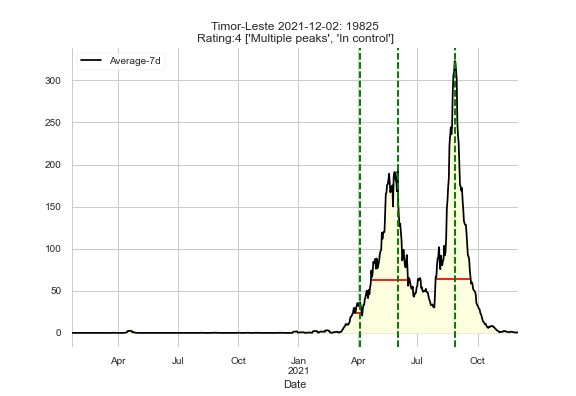 Timor-Leste 2021-12-02: 19825
Rating:4 ['Multiple peaks', 'In control']
Average-7d
300
250
200
150
100
50
0
Apr
Jul
Oct
Jan
2021
Apr
Jul
Oct
Date